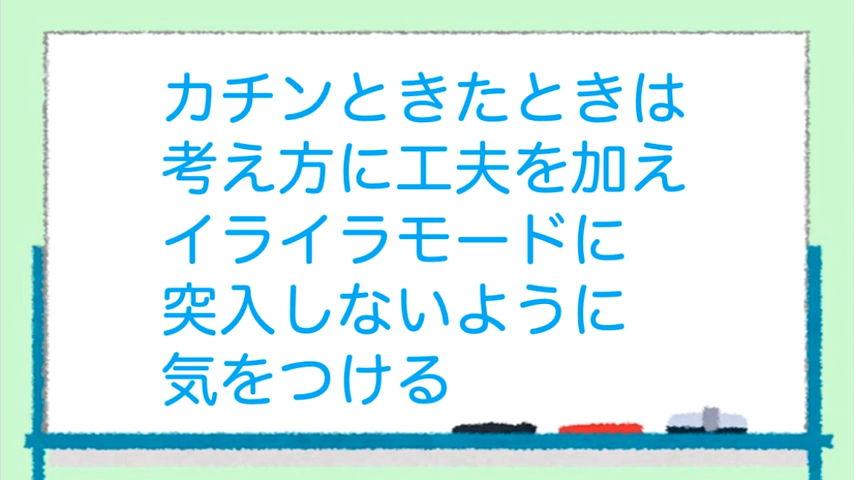 カチンときたときは
考え方に工夫を加え
イライラモードに
突入しないように
気をつける